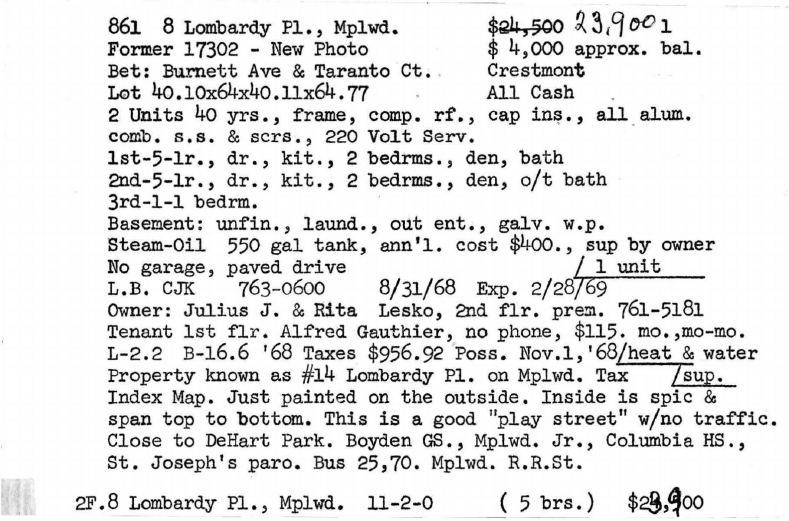 861 8 Lombardy Pl., Mplwd. $24,500 23,900 1
Former 17302 - New Photo $ 4,000 approx. bal.
Bet: Burnett Ave & Taranto Ct. Crestmont
Lot 40.10x64x40.11x64.77 All Cash
2 Units 40 yrs., frame, comp. rf., cap ins., all alum.
comb. s.s. & scrs., 220 Volt Serv.
1st-5-lr., dr., kit., 2 bedrms., den, bath
2nd-5-lr., dr., kit., 2 bedrms., den, o/t bath
3rd-1-1 bedrm.
Basement: unfin., laund., out ent., galv. w.p.
Steam-Oil 550 gal tank, ann'l. cost $400., sup by owner
No garage, paved drive / 1 unit
L.B. CJK 763-0600 8/31/68 Exp. 2/28/69
Owner: Julius J. & Rita Lesko, 2nd flr. prem. 761-5181
Tenant 1st flr. Alfred Gauthier, no phone, $115. mo.,mo-mo.
L-2.2 B-16.6 '68 Taxes $956.92 Poss. Nov.1,'68/heat & water
Property known as #14 Lombardy Pl. on Mplwd. Tax /sup.
Index Map. Just painted on the outside. Inside is spic &
span top to bottom. This is a good "play street" w/no traffic.
Close to DeHart Park. Boyden GS., Mplwd. Jr., Columbia HS.,
St. Joseph's paro. Bus 25,70. Mplwd. R.R.St.
2F.8 Lombardy Pl., Mplwd. 11-2-0 ( 5 brs.) $23,900